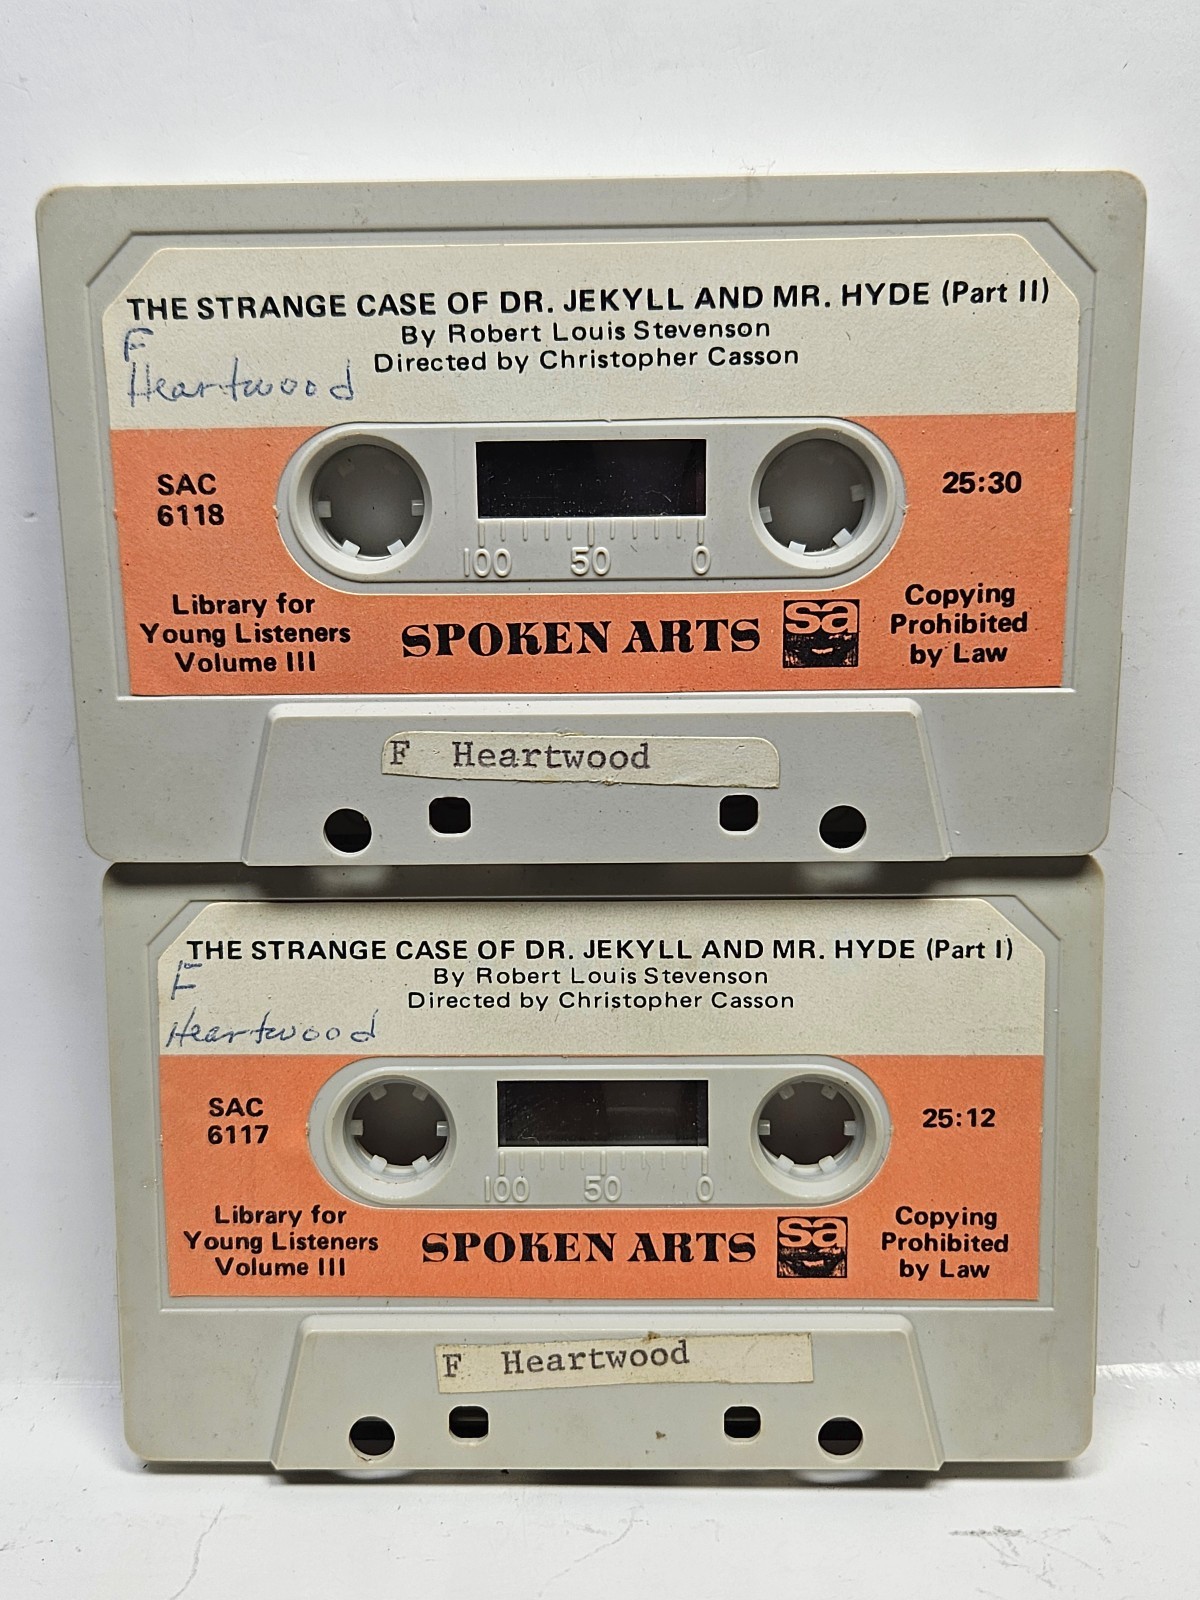 THE STRANGE CASE OF DR. JEKYLL AND MR. HYDE (Part II)
By Robert Louis Stevenson
Directed by Christopher Casson
F
Heartwood
SAC
6118
25:30
100 50 0
Library for
Young Listeners
Volume III
SPOKEN ARTS
sa
Copying
Prohibited
by Law
F Heartwood
THE STRANGE CASE OF DR. JEKYLL AND MR. HYDE (Part I)
By Robert Louis Stevenson
Directed by Christopher Casson
F
Heartwood
SAC
6117
25:12
100 50 0
Library for
Young Listeners
Volume III
SPOKEN ARTS
sa
Copying
Prohibited
by Law
F Heartwood